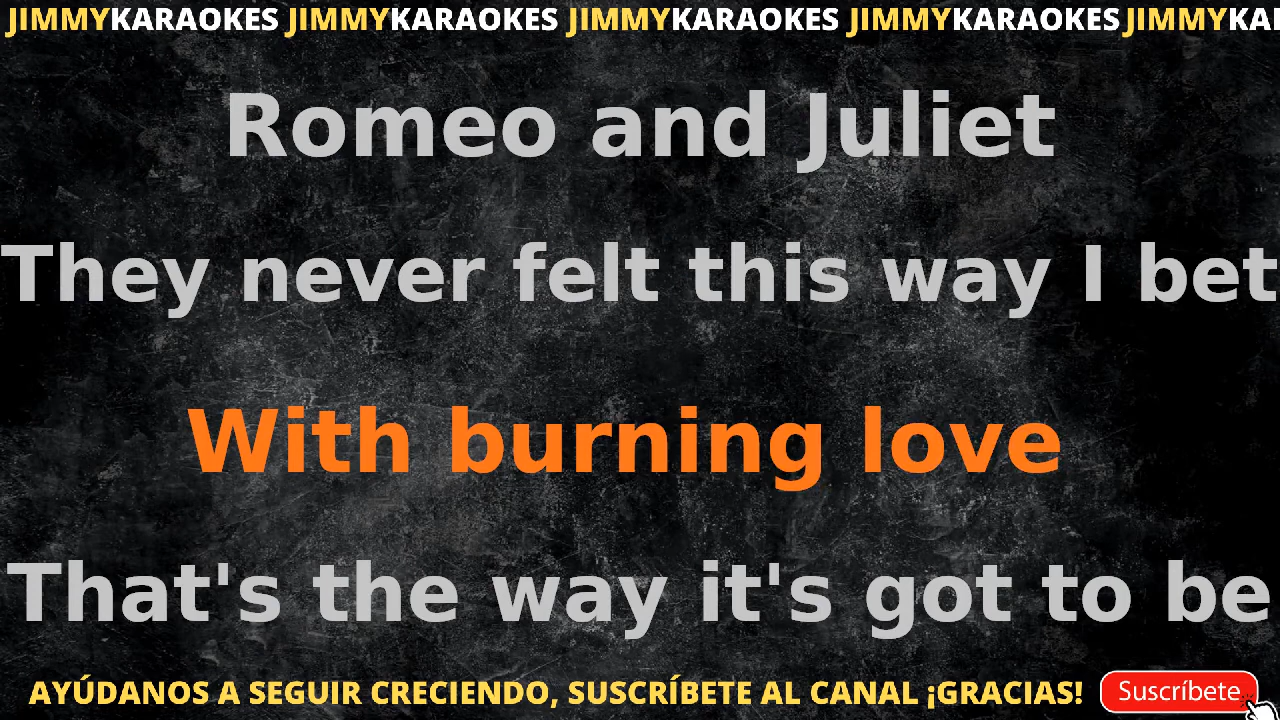 JIMMYKARAOKES JIMMYKARAOKES JIMMYKARAOKES JIMMYKARAOKES JIMMYKA
Romeo and Juliet
They never felt this way I bet
With burning love
That's the way it's got to be
AYÚDANOS A SEGUIR CRECIENDO, SUSCRÍBETE AL CANAL ¡GRACIAS! Suscríbete